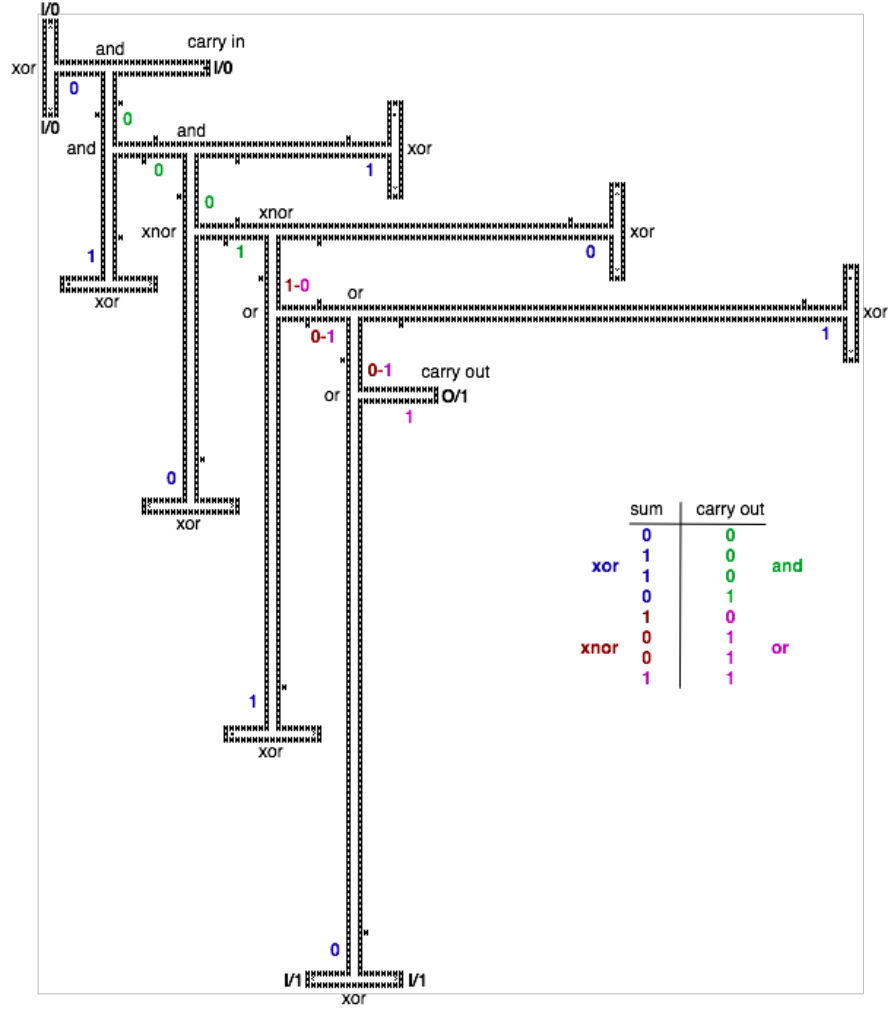 I/0
and
carry in
xor
I/0
0
I/0
0
and
and
xor
0
1
0
xnor
xnor
xor
1
0
1
xor
1-0
or
or
xor
0-1
1
0-1
carry out
or
O/1
1
0
xor
sum carry out
0 0
1 0
xor 1 0 and
0 1
1 0
0 1
xnor 0 1 or
1 1
1
xor
0
I/1
I/1
xor